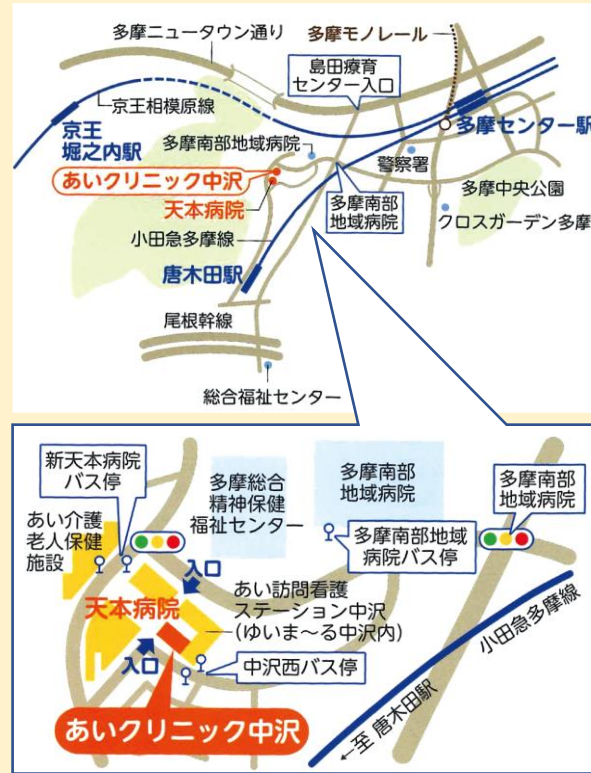 多摩ニュータウン通り
多摩モノレール
島田療育
センター入口
京王相模原線
京王
堀之内駅
多摩センター駅
多摩南部地域病院
警察署
あいクリニック中沢
天本病院
多摩南部
地域病院
多摩中央公園
クロスガーデン多摩
小田急多摩線
唐木田駅
尾根幹線
総合福祉センター
新天本病院
バス停
多摩総合
精神保健
福祉センター
多摩南部
地域病院
多摩南部
地域病院
あい介護
老人保健
施設
多摩南部地域
病院バス停
入口
天本病院
あい訪問看護
ステーション中沢
(ゆいま～る中沢内)
入口
中沢西バス停
小田急多摩線
←至 唐木田駅
あいクリニック中沢